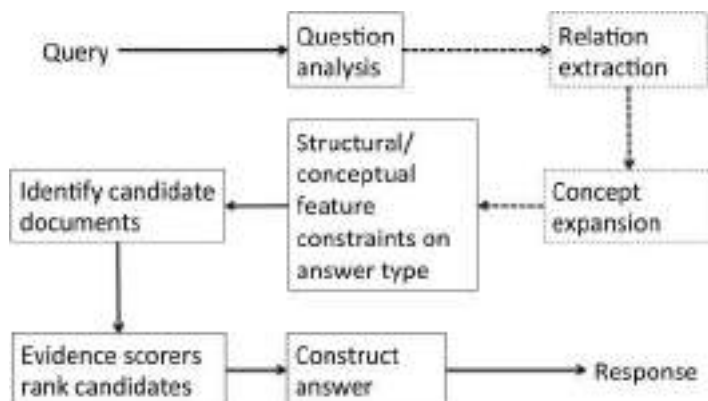 Query
Question
analysis
Relation
extraction
Structural/
conceptual
feature
constraints on
answer type
Concept
expansion
Identify candidate
documents
Evidence scorers
rank candidates
Construct
answer
Response